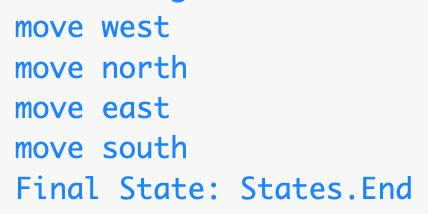 move west
move north
move east
move south
Final State: States.End